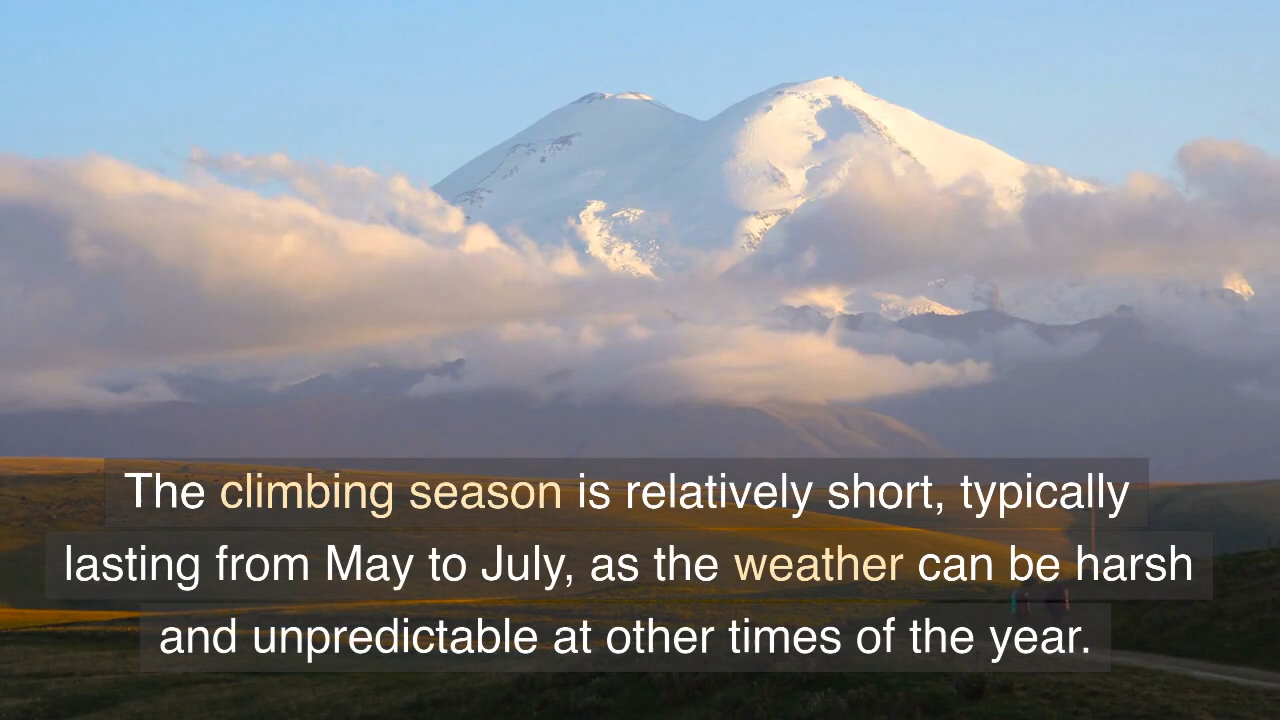 The climbing season is relatively short, typically
lasting from May to July, as the weather can be harsh
and unpredictable at other times of the year.